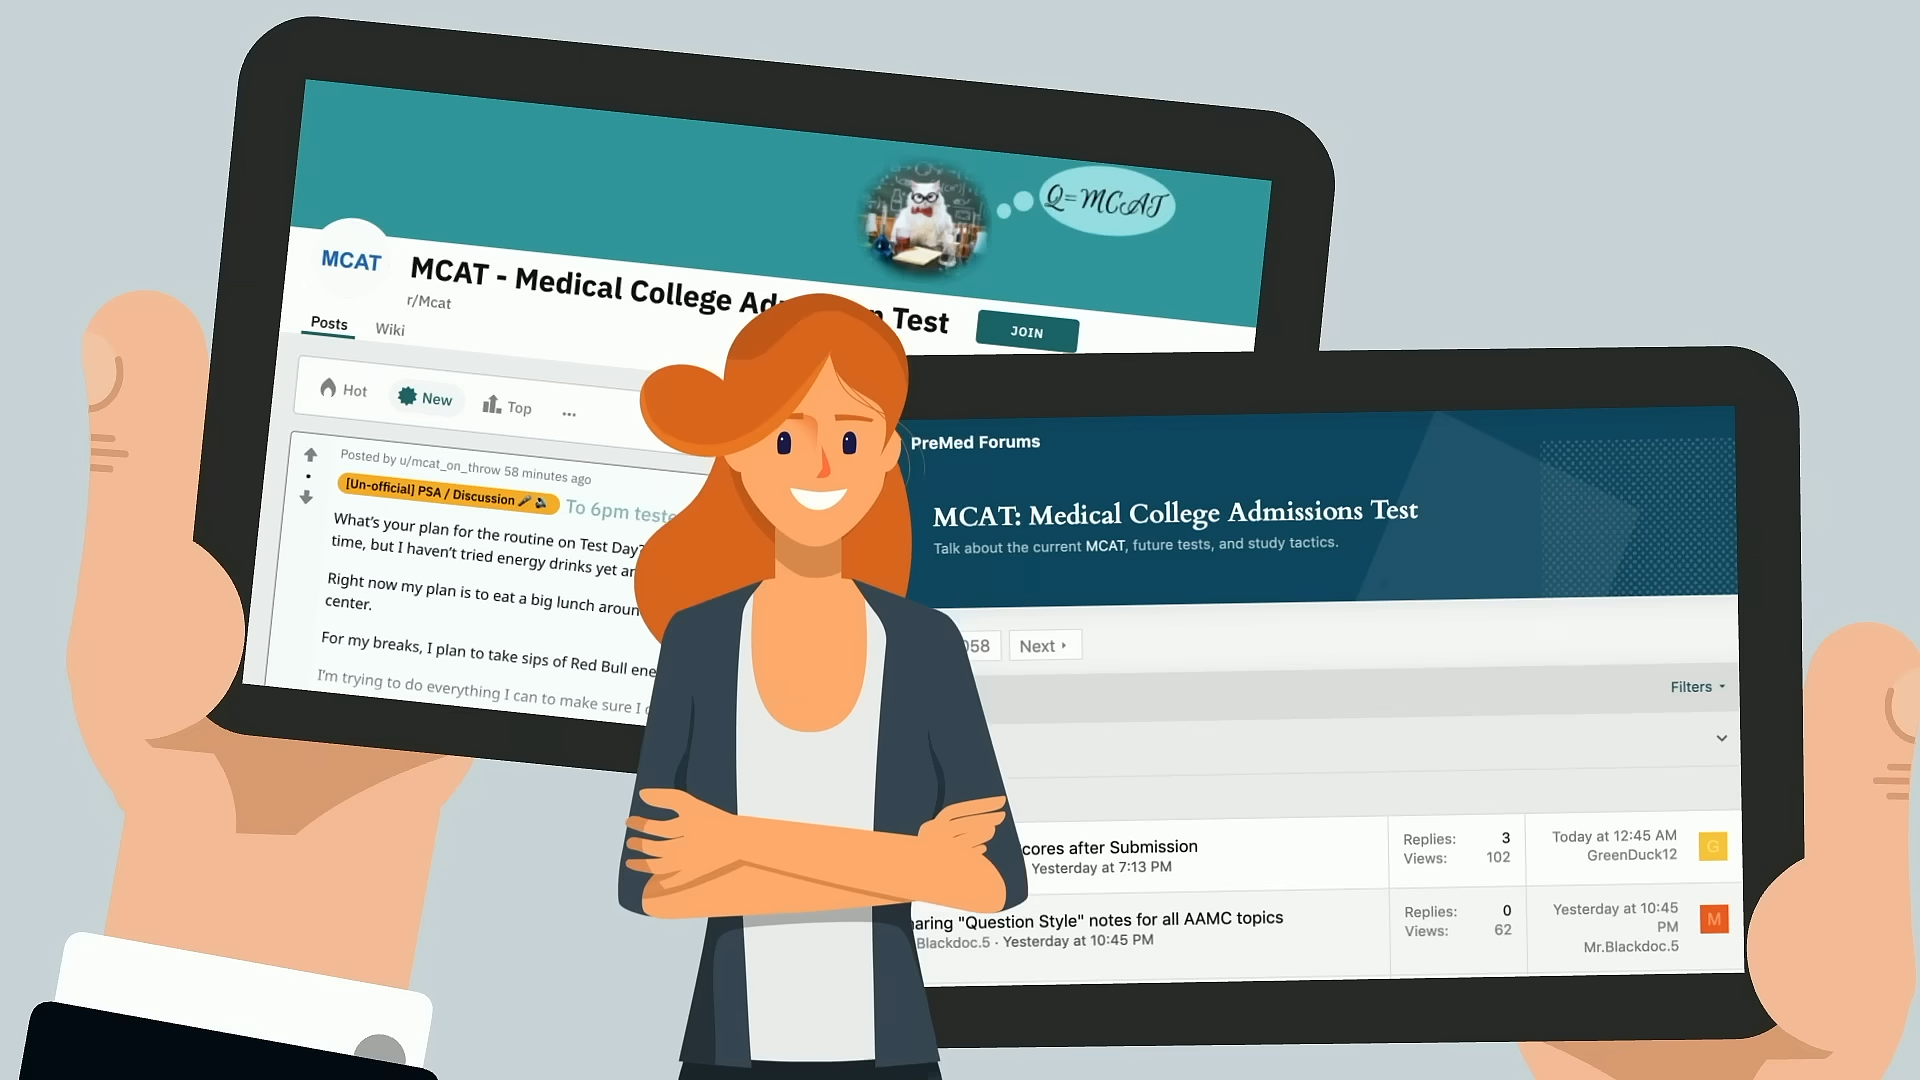 Q=MCAT
MCAT
MCAT - Medical College Ad n Test
r/Mcat
JOIN
Posts
Wiki
Hot
New
Top
...
Posted by u/mcat_on_throw 58 minutes ago
[Un-official] PSA / Discussion 🎤 🔈
To 6pm teste
What's your plan for the routine on Test Day?
time, but I haven't tried energy drinks yet an
Right now my plan is to eat a big lunch aroun
center.
For my breaks, I plan to take sips of Red Bull ene
I'm trying to do everything I can to make sure I
PreMed Forums
MCAT: Medical College Admissions Test
Talk about the current MCAT, future tests, and study tactics.
058
Next
Filters
cores after Submission
Yesterday at 7:13 PM
Replies: 3
Views: 102
Today at 12:45 AM
GreenDuck12
G
haring "Question Style" notes for all AAMC topics
Blackdoc.5 · Yesterday at 10:45 PM
Replies: 0
Views: 62
Yesterday at 10:45
PM
Mr.Blackdoc.5
M